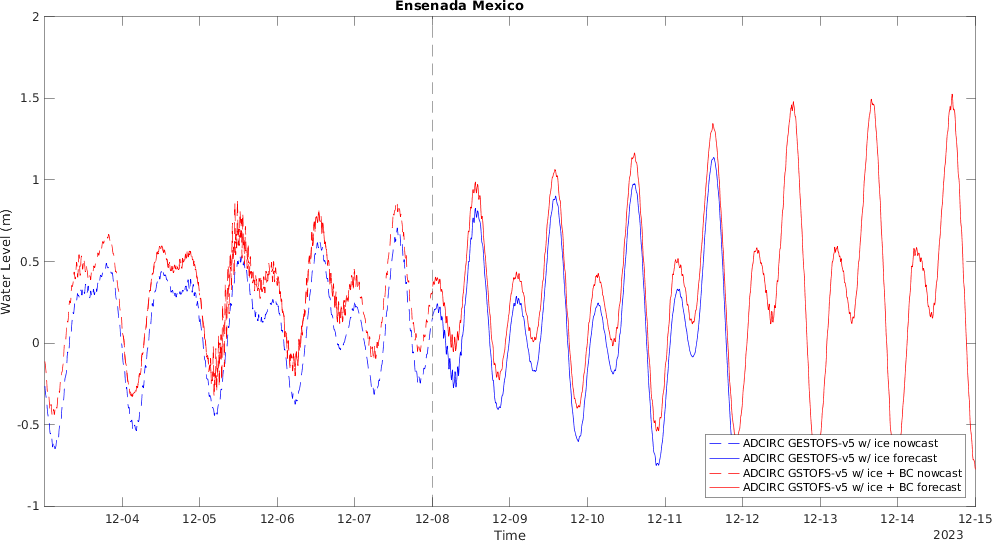 Ensenada Mexico
2
1.5
1
0.5
0
-0.5
-1
Water Level (m)
12-04
12-05
12-06
12-07
12-08
12-09
12-10
12-11
12-12
12-13
12-14
12-15
Time
2023
ADCIRC GESTOFS-v5 w/ ice nowcast
ADCIRC GESTOFS-v5 w/ ice forecast
ADCIRC GSTOFS-v5 w/ ice + BC nowcast
ADCIRC GSTOFS-v5 w/ ice + BC forecast